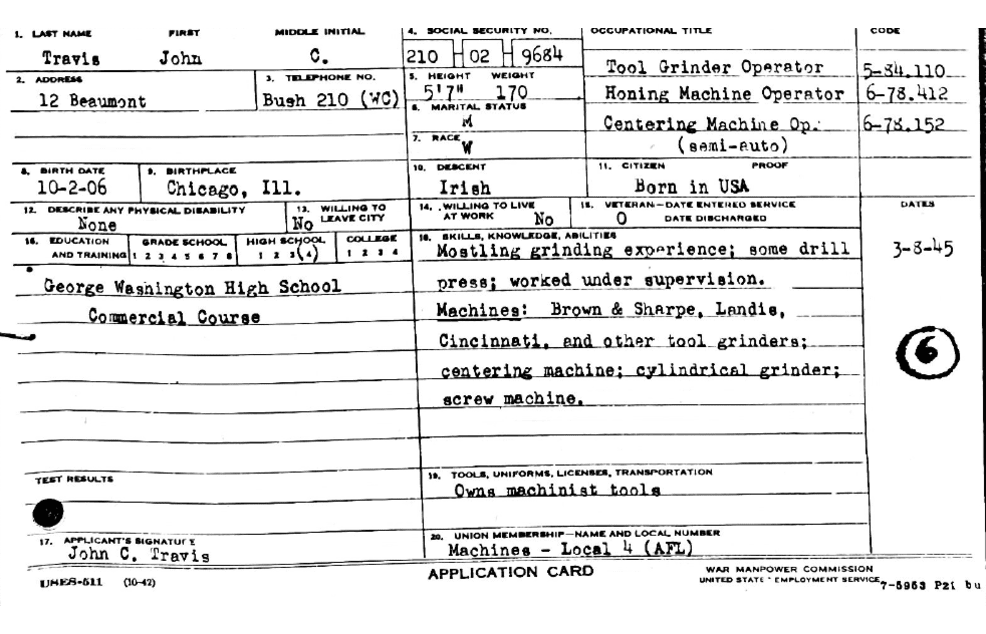 1. LAST NAME FIRST MIDDLE INITIAL 4. SOCIAL SECURITY NO. OCCUPATIONAL TITLE CODE
Travis John C. 210 02 9684
Tool Grinder Operator 5-84.110
2. ADDRESS 3. TELEPHONE NO. 5. HEIGHT WEIGHT
12 Beaumont Bush 210 (WC) 5'7" 170 Honing Machine Operator 6-78.412
6. MARITAL STATUS
M Centering Machine Op. 6-78.152
7. RACE
W (semi-auto)
8. BIRTH DATE 9. BIRTHPLACE 10. DESCENT 11. CITIZEN PROOF
10-2-06 Chicago, Ill. Irish Born in USA
12. DESCRIBE ANY PHYSICAL DISABILITY 13. WILLING TO LEAVE CITY 14. WILLING TO LIVE AT WORK 15. VETERAN—DATE ENTERED SERVICE DATES
None No No 0 DATE DISCHARGED
16. EDUCATION AND TRAINING GRADE SCHOOL 1 2 3 4 5 6 7 8 HIGH SCHOOL 1 2 3 (4) COLLEGE 1 2 3 4 18. SKILLS, KNOWLEDGE, ABILITIES
Mostling grinding experience; some drill 3-8-45
George Washington High School press; worked under supervision.
Commercial Course Machines: Brown & Sharpe, Landis,
Cincinnati, and other tool grinders; 6
centering machine; cylindrical grinder;
screw machine.
TEST RESULTS 19. TOOLS, UNIFORMS, LICENSES, TRANSPORTATION
Owns machinist tools
17. APPLICANT'S SIGNATURE 20. UNION MEMBERSHIP—NAME AND LOCAL NUMBER
John C. Travis Machines - Local 4 (AFL)
USES-511 (10-42) APPLICATION CARD WAR MANPOWER COMMISSION
UNITED STATE EMPLOYMENT SERVICE 7-5953 P21 bu